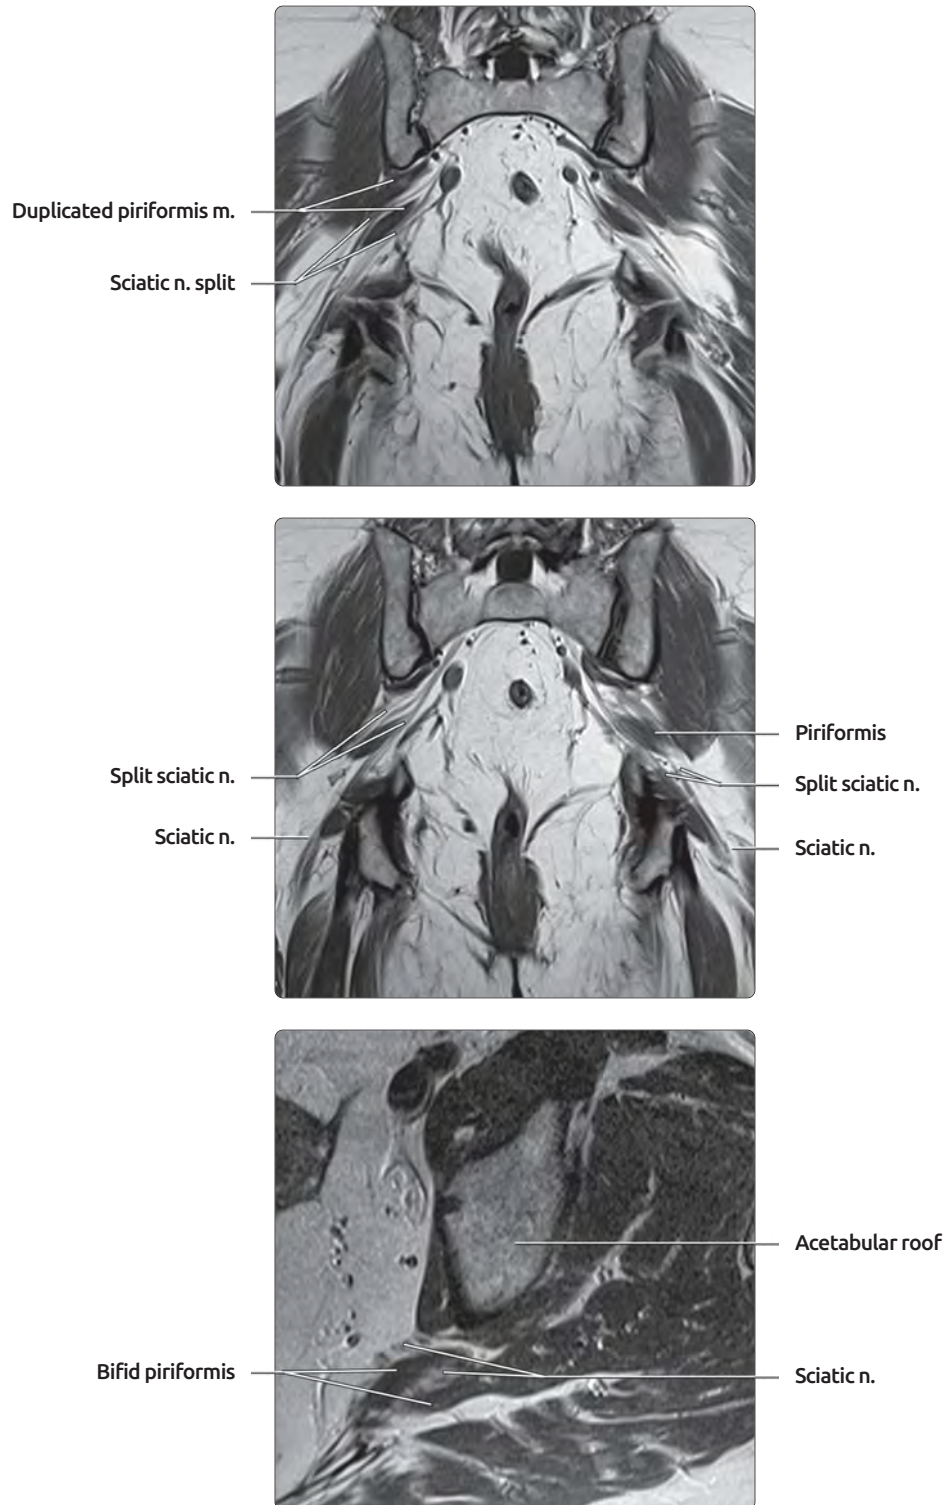 Duplicated piriformis m.
Sciatic n. split
Piriformis
Split sciatic n.
Split sciatic n.
Sciatic n.
Sciatic n.
Acetabular roof
Bifid piriformis
Sciatic n.